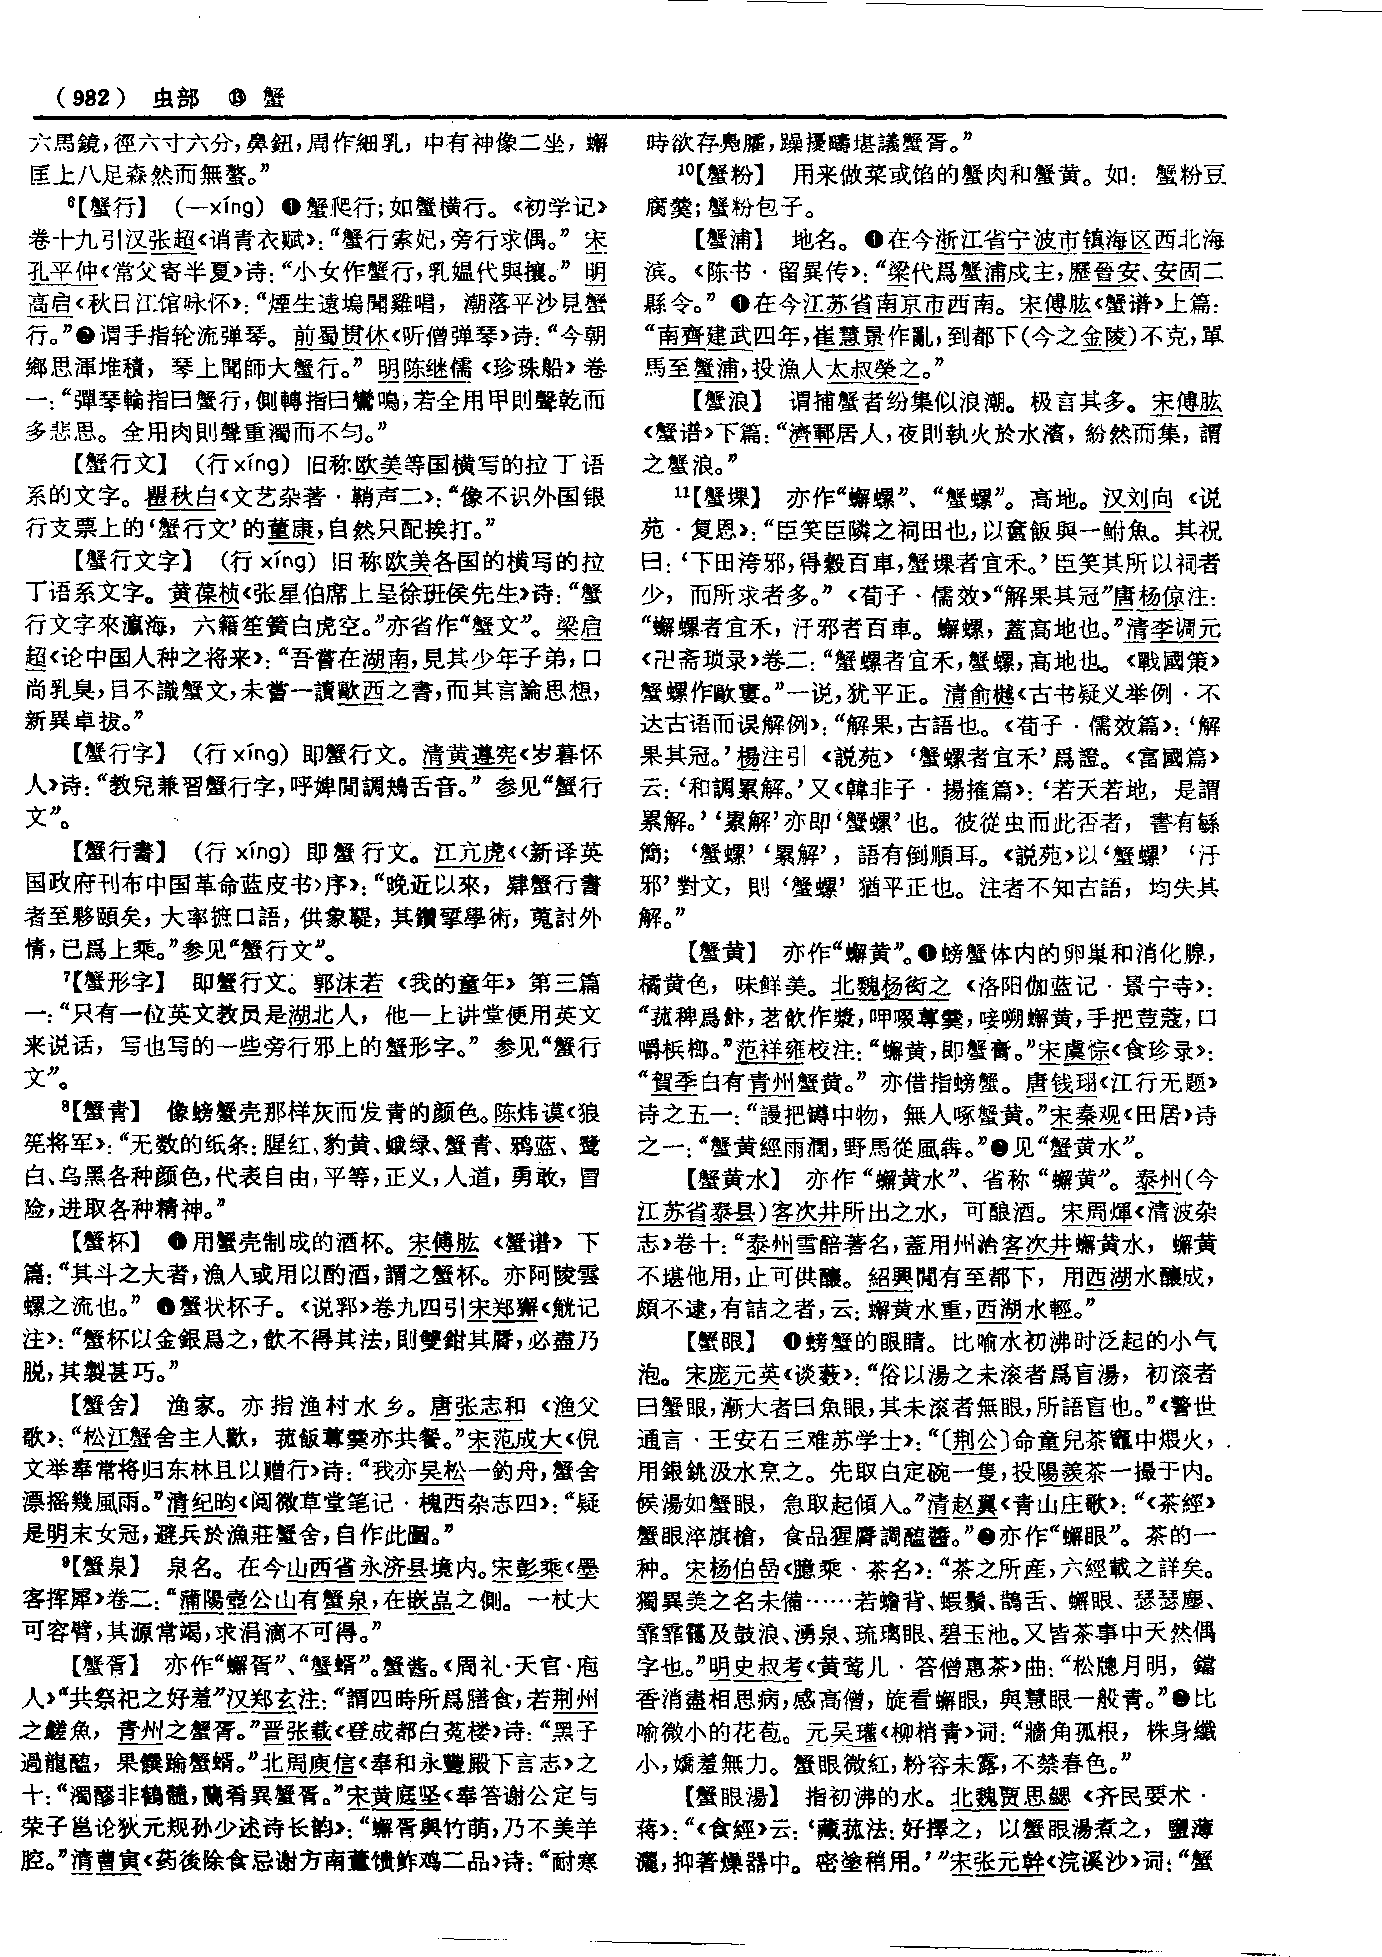 (982) 虫部 ⑬ 蟹
六馬鏡，徑六寸六分，鼻鈕，周作細乳，中有神像二坐，蠏
匡上八足森然而無螯。”
⁶【蟹行】 （—xíng）❶蟹爬行；如蟹横行。《初学记》
卷十九引汉张超《诮青衣赋》：“蟹行索妃，旁行求偶。” 宋
孔平仲《常父寄半夏》诗：“小女作蟹行，乳媪代與攘。” 明
高启《秋日江馆咏怀》：“煙生遠塢聞雞唱，潮落平沙見蟹
行。”❷谓手指轮流弹琴。 前蜀贯休《听僧弹琴》诗：“今朝
鄉思渾堆積，琴上聞師大蟹行。” 明陈继儒《珍珠船》卷
一：“彈琴輪指曰蟹行，側轉指曰鸞鳴，若全用甲則聲乾而
多悲思。全用肉則聲重濁而不勻。”
【蟹行文】 （行xíng）旧称欧美等国横写的拉丁语
系的文字。瞿秋白《文艺杂著·鞘声二》：“像不识外国银
行支票上的‘蟹行文’的董康，自然只配挨打。”
【蟹行文字】 （行xíng）旧称欧美各国的横写的拉
丁语系文字。黄葆桢《张星伯席上呈徐班侯先生》诗：“蟹
行文字來瀛海，六籍笙簧白虎空。”亦省作“蟹文”。梁启
超《论中国人种之将来》：“吾嘗在湖南，見其少年子弟，口
尚乳臭，目不識蟹文，未嘗一讀歐西之書，而其言論思想，
新異卓拔。”
【蟹行字】 （行xíng）即蟹行文。清黄遵宪《岁暮怀
人》诗：“教兒兼習蟹行字，呼婢閒調鴂舌音。” 参见“蟹行
文”。
【蟹行書】 （行xíng）即蟹行文。江亢虎《〈新译英
国政府刊布中国革命蓝皮书〉序》：“晚近以來，肄蟹行書
者至夥頤矣，大率摭口語，供象鞮，其鑽揅學術，蒐討外
情，已爲上乘。”参见“蟹行文”。
⁷【蟹形字】 即蟹行文。郭沫若《我的童年》第三篇
一：“只有一位英文教员是湖北人，他一上讲堂便用英文
来说话，写也写的一些旁行邪上的蟹形字。” 参见“蟹行
文”。
⁸【蟹青】 像螃蟹壳那样灰而发青的颜色。陈炜谟《狼
筅将军》：“无数的纸条：腥红、豹黄、蛾绿、蟹青、鸦蓝、鹭
白、乌黑各种颜色，代表自由，平等，正义，人道，勇敢，冒
险，进取各种精神。”
【蟹杯】 ❶用蟹壳制成的酒杯。宋傅肱《蟹谱》下
篇：“其斗之大者，漁人或用以酌酒，謂之蟹杯。亦阿陵雲
螺之流也。” ❷蟹状杯子。《说郛》卷九四引宋郑獬《觥记
注》：“蟹杯以金銀爲之，飲不得其法，則雙鉗其脣，必盡乃
脱，其製甚巧。”
【蟹舍】 渔家。亦指渔村水乡。唐张志和《渔父
歌》：“松江蟹舍主人歡，菰飯蓴羹亦共餐。”宋范成大《倪
文举奉常将归东林且以赠行》诗：“我亦吴松一釣舟，蟹舍
漂摇幾風雨。”清纪昀《阅微草堂笔记·槐西杂志四》：“疑
是明末女冠，避兵於漁莊蟹舍，自作此圖。”
⁹【蟹泉】 泉名。在今山西省永济县境内。宋彭乘《墨
客挥犀》卷二：“蒲陽壺公山有蟹泉，在嵌嵓之側。一杖大
可容臂，其源常竭，求涓滴不可得。”
【蟹胥】 亦作“蠏胥”、“蟹蝑”。蟹酱。《周礼·天官·庖
人》“共祭祀之好羞”汉郑玄注：“謂四時所爲膳食，若荆州
之䱹魚，青州之蟹胥。”晋张载《登成都白菟楼》诗：“黑子
過龍醢，果饌踰蟹蝑。”北周庾信《奉和永豐殿下言志》之
十：“濁醪非鶴髓，蘭肴異蟹胥。”宋黄庭坚《奉答谢公定与
荣子邕论狄元规孙少述诗长韵》：“蠏胥與竹萌，乃不美羊
腔。”清曹寅《药後除食忌谢方南董馈鲊鸡二品》诗：“耐寒
時欲存凫臛，躁擾疇堪議蟹胥。”
¹⁰【蟹粉】 用来做菜或馅的蟹肉和蟹黄。如：蟹粉豆
腐羹；蟹粉包子。
【蟹浦】 地名。❶在今浙江省宁波市镇海区西北海
滨。《陈书·留異传》：“梁代爲蟹浦戍主，歷晉安、安固二
縣令。” ❷在今江苏省南京市西南。宋傅肱《蟹谱》上篇：
“南齊建武四年，崔慧景作亂，到都下（今之金陵）不克，單
馬至蟹浦，投漁人太叔榮之。”
【蟹浪】 谓捕蟹者纷集似浪潮。极言其多。宋傅肱
《蟹谱》下篇：“濟鄆居人，夜則執火於水濱，紛然而集，謂
之蟹浪。”
¹¹【蟹堁】 亦作“蠏螺”、“蟹螺”。高地。汉刘向《说
苑·复恩》：“臣笑臣隣之祠田也，以奩飯與一鮒魚。其祝
曰：‘下田洿邪，得穀百車，蟹堁者宜禾。’臣笑其所以祠者
少，而所求者多。”《荀子·儒效》“解果其冠”唐杨倞注：
“蠏螺者宜禾，汙邪者百車。蠏螺，蓋高地也。”清李调元
《卍斋琐录》卷二：“蟹螺者宜禾，蟹螺，高地也。《戰國策》
蟹螺作歐寠。”一说，犹平正。清俞樾《古书疑义举例·不
达古语而误解例》：“解果，古語也。《荀子·儒效篇》：‘解
果其冠。’楊注引《説苑》‘蟹螺者宜禾’爲證。《富國篇》
云：‘和調累解。’又《韓非子·揚搉篇》：‘若天若地，是謂
累解。’‘累解’亦即‘蟹螺’也。彼從虫而此否者，書有繇
簡；‘蟹螺’‘累解’，語有倒順耳。《説苑》以‘蟹螺’‘汙
邪’對文，則‘蟹螺’猶平正也。注者不知古語，均失其
解。”
【蟹黄】 亦作“蠏黄”。❶螃蟹体内的卵巢和消化腺，
橘黄色，味鲜美。北魏杨衒之《洛阳伽蓝记·景宁寺》：
“菰稗爲飰，茗飲作漿，呷啜蓴羹，唼嗍蠏黄，手把荳蔻，口
嚼梹榔。”范祥雍校注：“蠏黄，即蟹膏。”宋虞悰《食珍录》：
“賀季白有青州蟹黄。” 亦借指螃蟹。唐钱珝《江行无题》
诗之五一：“謾把罇中物，無人啄蟹黄。”宋秦观《田居》诗
之一：“蟹黄經雨潤，野馬從風犇。”❷见“蟹黄水”。
【蟹黄水】 亦作“蠏黄水”、省称“蠏黄”。泰州（今
江苏省泰县）客次井所出之水，可酿酒。宋周煇《清波杂
志》卷十：“泰州雪醅著名，蓋用州治客次井蠏黄水，蠏黄
不堪他用，止可供釀。紹興間有至都下，用西湖水釀成，
頗不逮，有詰之者，云：蠏黄水重，西湖水輕。”
【蟹眼】 ❶螃蟹的眼睛。比喻水初沸时泛起的小气
泡。宋庞元英《谈薮》：“俗以湯之未滚者爲盲湯，初滚者
曰蟹眼，漸大者曰魚眼，其未滚者無眼，所語盲也。”《警世
通言·王安石三难苏学士》：“〔荆公〕命童兒茶竈中煨火，
用銀銚汲水烹之。先取白定碗一隻，投陽羡茶一撮于内。
候湯如蟹眼，急取起傾人。”清赵翼《青山庄歌》：“《茶經》
蟹眼淬旗槍，食品猩脣調醯醬。”❷亦作“蠏眼”。茶的一
种。宋杨伯嵒《臆乘·茶名》：“茶之所産，六經載之詳矣。
獨異美之名未備……若蟾背、蝦鬚、鹊舌、蠏眼、瑟瑟塵、
霏霏靄及鼓浪、湧泉、琉璃眼、碧玉池。又皆茶事中天然偶
字也。”明史叔考《黄莺儿·答僧惠茶》曲：“松牕月明，鐺
香消盡相思病，感高僧，旋看蠏眼，與慧眼一般青。”❸比
喻微小的花苞。元吴瓘《柳梢青》词：“牆角孤根，株身纖
小，嬌羞無力。蟹眼微紅，粉容未露，不禁春色。”
【蟹眼湯】 指初沸的水。北魏贾思勰《齐民要术·
蒋》：“《食經》云：‘藏菰法：好擇之，以蟹眼湯煮之，鹽薄
灑，抑著燥器中。密塗稍用。’”宋张元幹《浣溪沙》词：“蟹